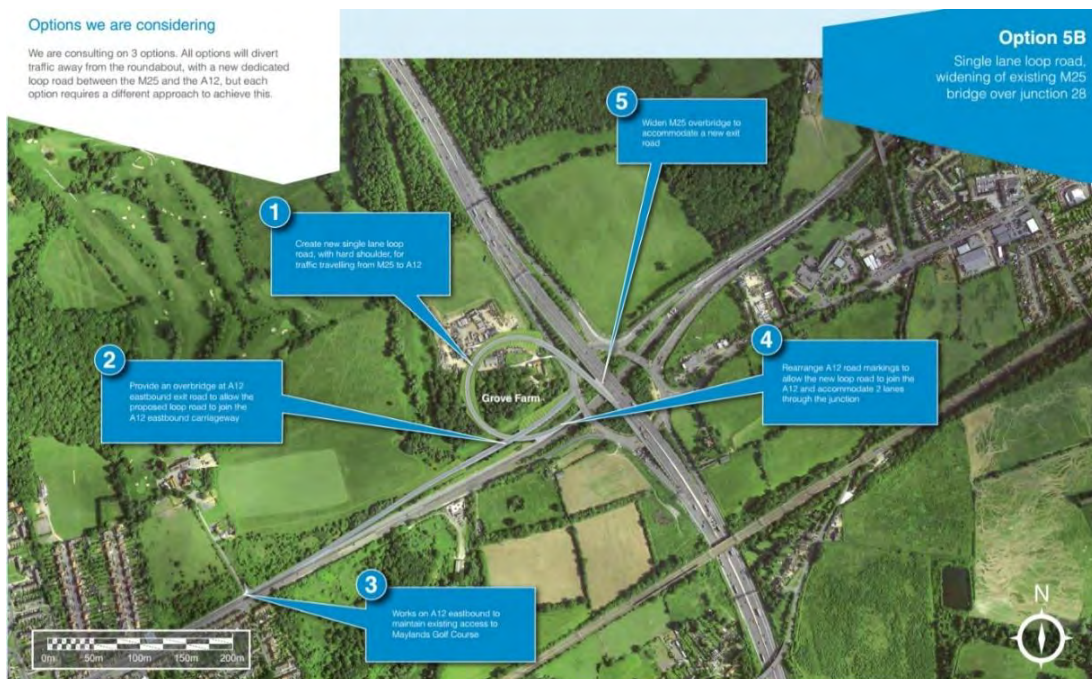 Options we are considering
We are consulting on 3 options. All options will divert
traffic away from the roundabout, with a new dedicated
loop road between the M25 and the A12, but each
option requires a different approach to achieve this.
Option 5B
Single lane loop road,
widening of existing M25
bridge over junction 28
5
Widen M25 overbridge to
accommodate a new exit
road
1
Create new single lane loop
road, with hard shoulder, for
traffic travelling from M25 to A12
2
Provide an overbridge at A12
eastbound exit road to allow the
proposed loop road to join the
A12 eastbound carriageway
Grove Farm
4
Rearrange A12 road markings to
allow the new loop road to join the
A12 and accommodate 2 lanes
through the junction
3
Works on A12 eastbound to
maintain existing access to
Maylands Golf Course
0m 50m 100m 150m 200m
N